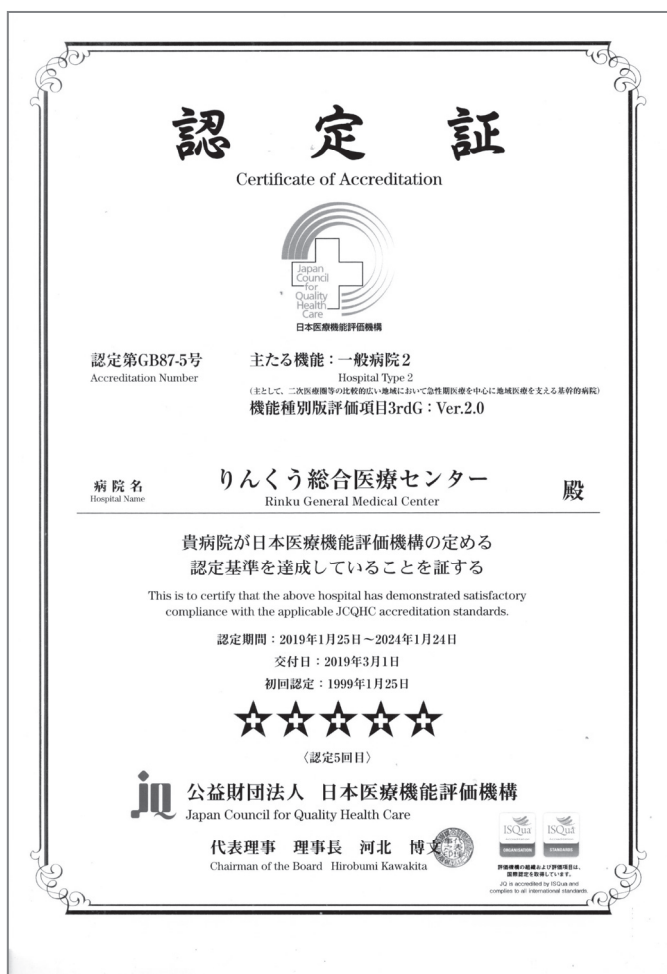 認定証
Certificate of Accreditation
Japan
Council
for
Quality
Health
Care
日本医療機能評価機構
認定第GB87-5号
Accreditation Number
主たる機能：一般病院2
Hospital Type 2
(主として、二次医療圏等の比較的広い地域において急性期医療を中心に地域医療を支える基幹的病院)
機能種別版評価項目3rdG：Ver.2.0
病院名 りんくう総合医療センター 殿
Hospital Name Rinku General Medical Center
貴病院が日本医療機能評価機構の定める
認定基準を達成していることを証する
This is to certify that the above hospital has demonstrated satisfactory
compliance with the applicable JCQHC accreditation standards.
認定期間：2019年1月25日～2024年1月24日
交付日：2019年3月1日
初回認定：1999年1月25日
〈認定5回目〉
jQ
公益財団法人 日本医療機能評価機構
Japan Council for Quality Health Care
代表理事 理事長 河北 博文
Chairman of the Board Hirobumi Kawakita
ISQua ISQua
ORGANISATION STANDARDS
評価機構の組織および評価項目は、
国際認定を取得しています。
JQ is accredited by ISQua and
complies to all international standards.